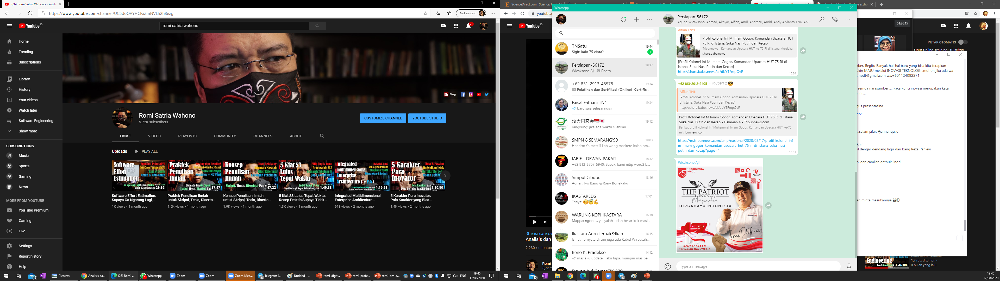 (26) Romi Satria Wahono - YouT
https://www.youtube.com/channel/UC5doOVYHCFxZmNVLh2h8ezg
Not syncing
YouTube ID
romi satria wahono
9+
Home
Trending
Subscriptions
Library
History
Your videos
Watch later
Software Engineering
Show more
SUBSCRIPTIONS
Music
Sports
Gaming
News
MORE FROM YOUTUBE
YouTube Premium
Gaming
Live
Settings
Report history
Help
Blog
Romi Satria Wahono
5.72K subscribers
CUSTOMIZE CHANNEL
YOUTUBE STUDIO
HOME VIDEOS PLAYLISTS COMMUNITY CHANNELS ABOUT
Uploads PLAY ALL
Software Effort Estimation
29:36
Software Effort Estimation:
Supaya Ga Ngarang Lagi,...
1K views • 1 month ago
Praktek Penulisan Ilmiah
37:47
Praktek Penulisan Ilmiah
untuk Skripsi, Tesis, Diserta...
1.5K views • 1 month ago
Konsep Penulisan Ilmiah
47:22
Konsep Penulisan Ilmiah
untuk Skripsi, Tesis, Diserta...
1.9K views • 1 month ago
5 Kiat S3 Lulus Tepat Waktu
1:49:38
5 Kiat S3 Lulus Tepat Waktu:
Resep Praktis Supaya Tidak...
1.3K views • 1 month ago
Integrated multidimensional Enterprise Architecture
1:16:28
Integrated Multidimensional
Enterprise Architecture...
913 views • 2 months ago
5 Karakter Para Inovator
1:10:50
5 Karakter Para Inovator:
Pola Karakter yang Bisa...
1.4K views • 2 months ago
15
Pictures
Analisis da...
(26) Romi ...
WhatsApp
Zoom
Zoom
Zoom Mee...
Telegram (...
Untitled - ...
romi-digit...
romi-profe...
romi-dm-a...
ENG
19:45
17/08/2020
ScienceDirect.com | Science,
youtube.c
YouTube ID
ROMI SATRIA W
Analisis dan
2.230 x ditonton
Romi
5,72 rb
WhatsApp
TNSatu 19:44
Sigit: kalo 75 cinta? 1
Persiapan-56172 19:37
Wicaksono Aji: Photo
+62 831-2913-48578 19:34
Pelatihan dan Sertfikasi (Online) Certific...
Faisal Fathani TN1 19:34
baru saja selesai ngisi
埼大同窓会🇮🇩🇯🇵 19:12
Jangkung: jika ada waktu silahkan
SMPN 8 SEMARANG'90 19:03
Hendro: Yo mestiii Lah wong maskere kalah om...
IABIE - DEWAN PAKAR 18:32
+62 812-5707-5940: Bapak, kami nitip woro2 b...
Simpul Cibubur 18:16
Adnan: Iyo Bang @Rony Bonekaku
IKASTAREDS 17:01
Tritiya: 🤭😇💪
WARUNG KOPI IKASTARA 16:38
Mappa: ngono... ya iyalah, udah besar kok masi...
Ikastara Agro,Ternak&Ikan 16:15
Ismal: Ternyata di sini juga ada Kabid Wirausah...
Beno K. Pradekso 14:12
mas aku update .. aku lupa, mungiin mas be...
Persiapan-56172
Agung Wicaksono, Ahmad, Akhyar, Alfian, Andi, Andreau, Andri, Andy Arvianto TN6, Ani...
Alfian TN11
Profil Kolonel Inf M Imam Gogor, Komandan Upacara HUT
75 RI di Istana, Suka Nasi Putih dan Kecap
Tribunnews - Komandan Upacara HUT ke-75 RI di Istana Merdeka,
share.babe.news
[Profil Kolonel Inf M Imam Gogor, Komandan Upacara HUT 75 RI di
Istana, Suka Nasi Putih dan Kecap]
http://share.babe.news/al/dbYTFmpQvR
18:24
+62 813-2012-2405 ~ドン.ラモネス😎
Alfian TN11
[Profil Kolonel Inf M Imam Gogor, Komandan Upacara HUT 75 RI
di Istana, Suka Nasi Putih dan Kecap]
http://share.babe.news/al/dbYTFmpQvR
Profil Kolonel Inf M Imam Gogor, Komandan Upacara HUT 75 RI di Istana,
Suka Nasi Putih dan Kecap - Halaman 4 - Tribunnews.com
Berikut profil Kolonel Inf Muhammaf Imam Gogor, Komandan Upacara HUT ke-75
m.tribunnews.com
https://m.tribunnews.com/amp/nasional/2020/08/17/profil-kolonel-inf-
m-imam-gogor-komandan-upacara-hut-75-ri-di-istana-suka-nasi-
putih-dan-kecap?page=4
18:31
Wicaksono Aji
75 INDONESIA
MAJU
THE PATRIOT
Tomi Patria Edwardy.
Mengucapkan
DIRGAHAYU INDONESIA
17 AGUSTUS
TH
Tomi Patria
KEMERDEKAAN
REPUBLIK INDONESIA
19:37
Type a message
03:26:15
PUTAR OTOMATIS
Hour Online Training: 10 Mitos
mber. Begitu Banyak hal-hal baru yang bisa kita terapkan
akin MAJU melalui INOVASI TEKNOLOGI..mohon jika ada wa
mpdt@gmail.com wa.+601124092271
semua narasumber .... kaca kunci inovasi merupakan kata
ini ....
gus presentasina.
one:
...salam jafar, #jannahqu.id
khir
il dengar dendang lagu dari bang Reza Pahlevi
pi dan camilan gethuk lindri
an minta masukannya
Engineering
1.46.08
1,7 rb x ditonton •
3 bulan yang lalu
15
19:45
17/08/2020